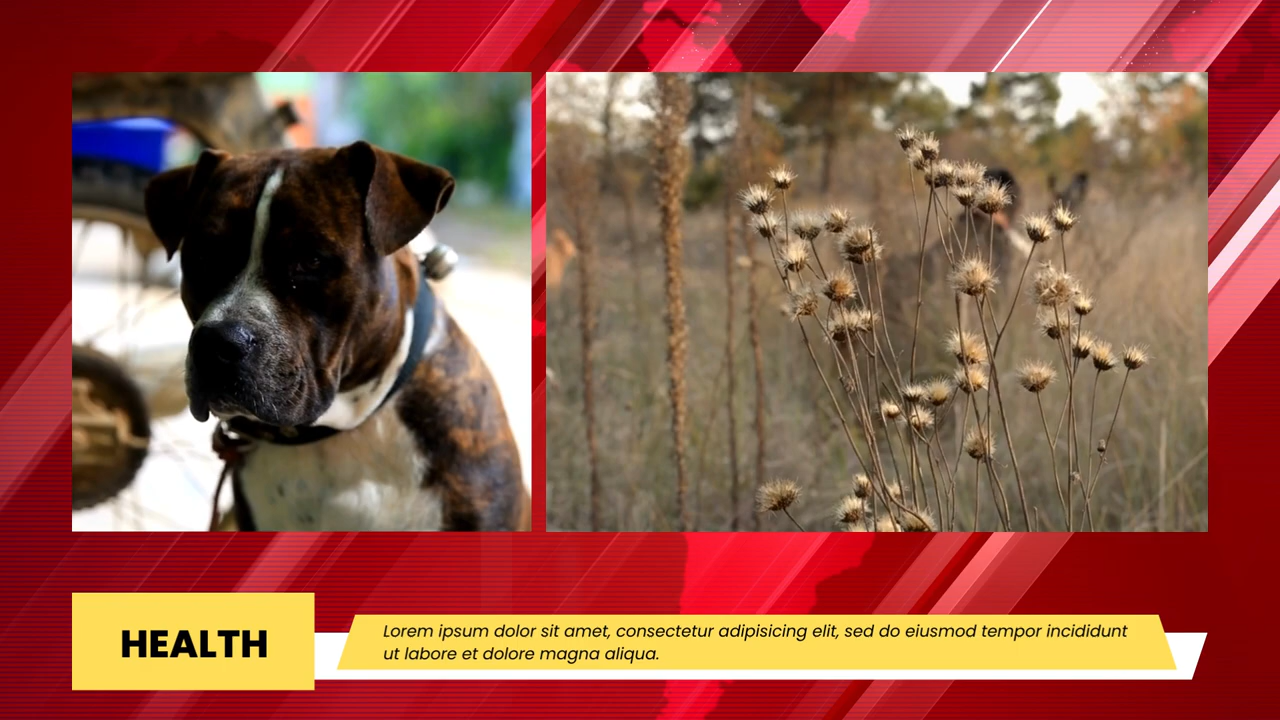 HEALTH
Lorem ipsum dolor sit amet, consectetur adipisicing elit, sed do eiusmod tempor incididunt
ut labore et dolore magna aliqua.